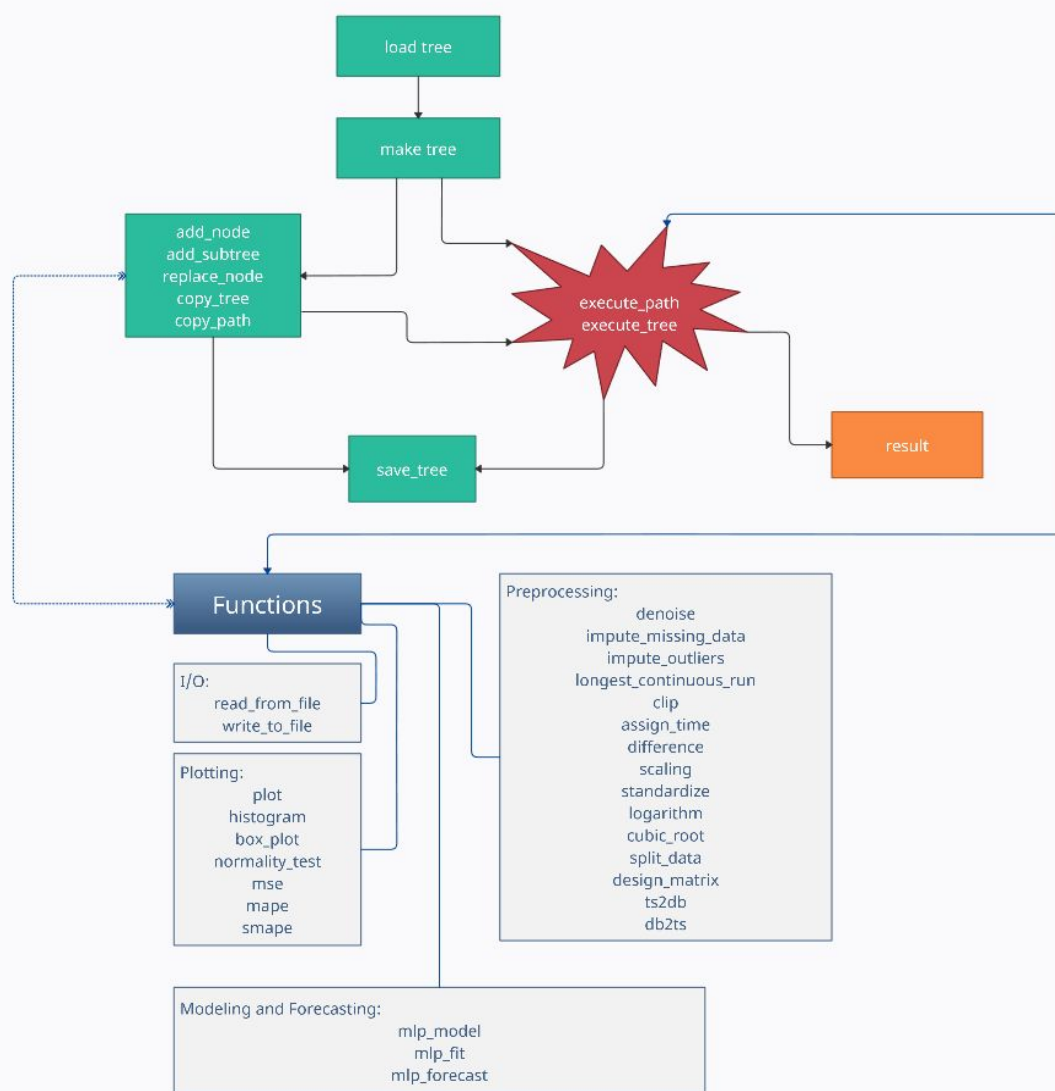 load tree
make tree
add_node
add_subtree
replace_node
copy_tree
copy_path
execute_path
execute_tree
result
save_tree
Functions
I/O:
read_from_file
write_to_file
Plotting:
plot
histogram
box_plot
normality_test
mse
mape
smape
Preprocessing:
denoise
impute_missing_data
impute_outliers
longest_continuous_run
clip
assign_time
difference
scaling
standardize
logarithm
cubic_root
split_data
design_matrix
ts2db
db2ts
Modeling and Forecasting:
mlp_model
mlp_fit
mlp_forecast